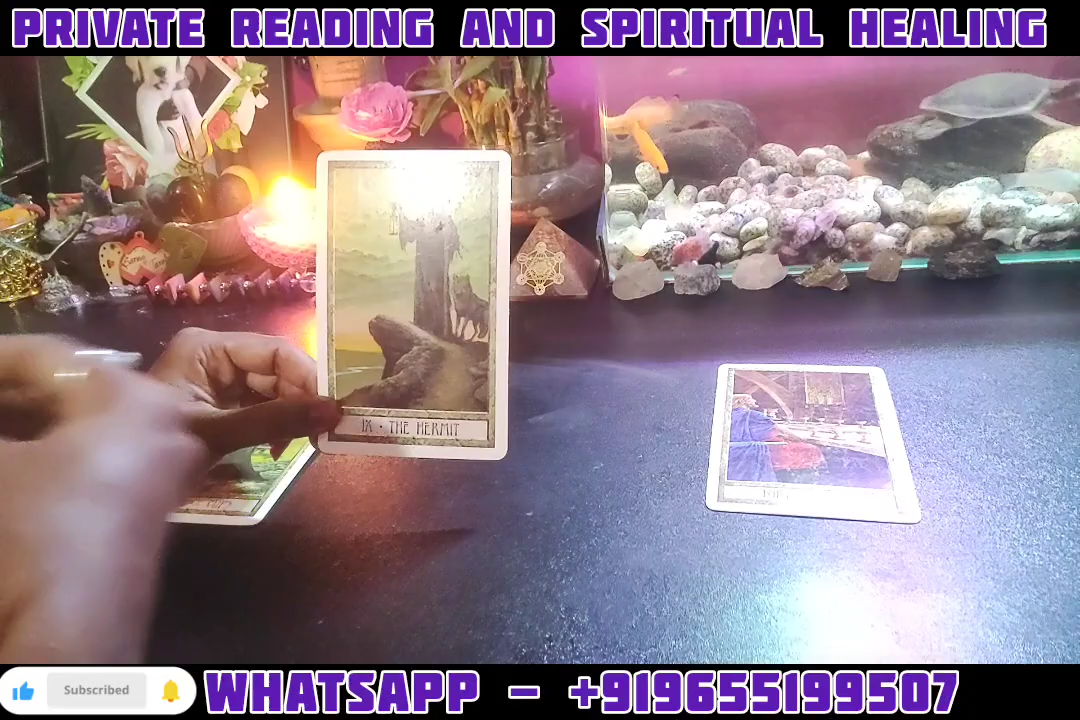 PRIVATE READING AND SPIRITUAL HEALING
IX • THE HERMIT
Subscribed
WHATSAPP - +919655199507